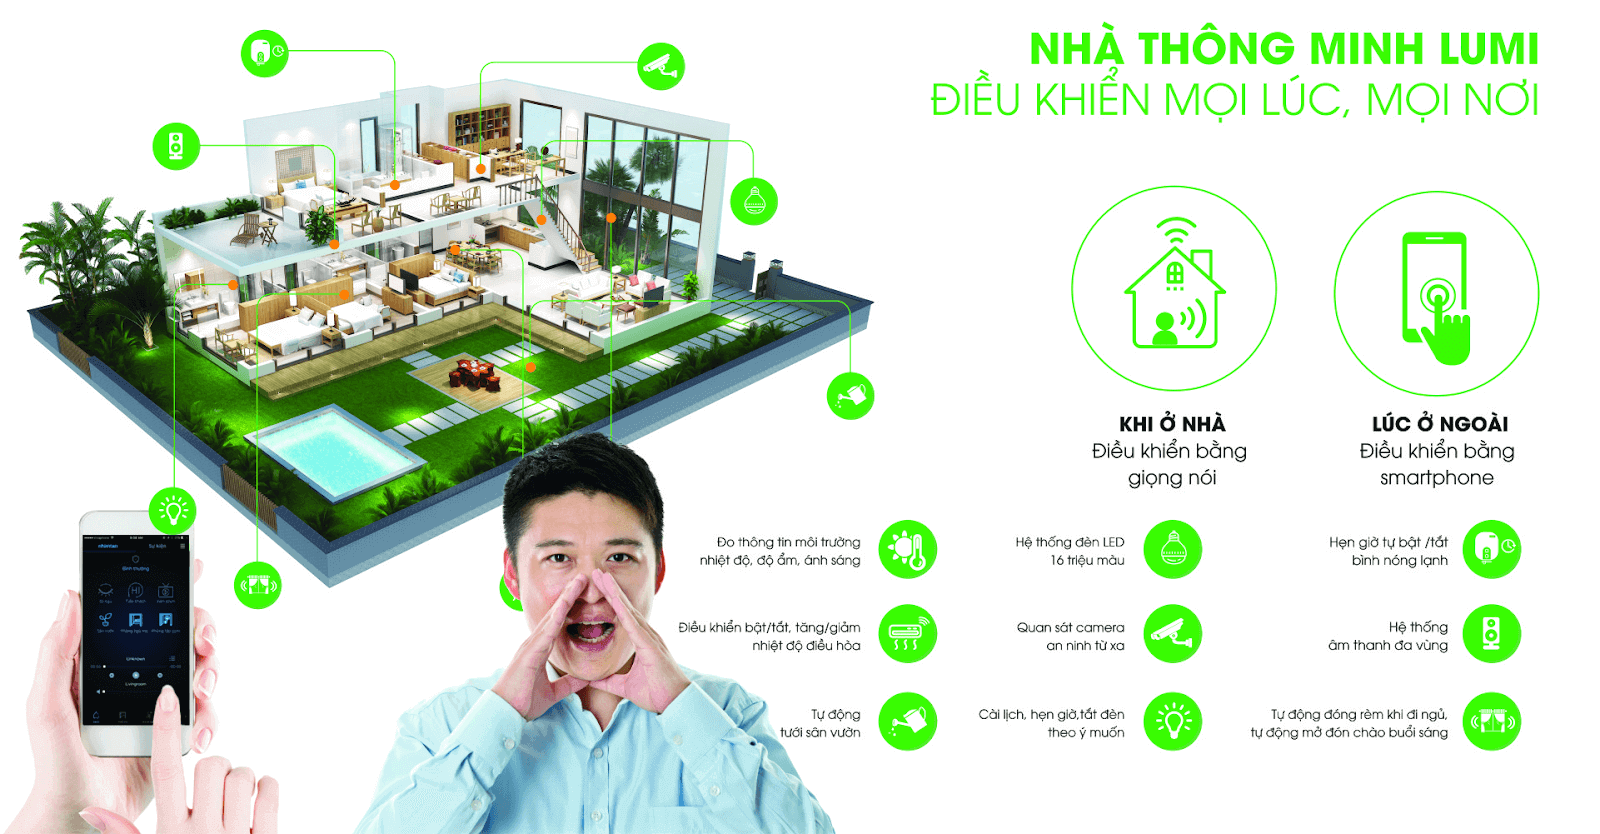 NHÀ THÔNG MINH LUMI
ĐIỀU KHIỂN MỌI LÚC, MỌI NƠI
KHI Ở NHÀ
Điều khiển bằng
giọng nói
LÚC Ở NGOÀI
Điều khiển bằng
smartphone
Đo thông tin môi trường
nhiệt độ, độ ẩm, ánh sáng
Hệ thống đèn LED
16 triệu màu
Hẹn giờ tự bật /tắt
bình nóng lạnh
Điều khiển bật/tắt, tăng/giảm
nhiệt độ điều hòa
Quan sát camera
an ninh từ xa
Hệ thống
âm thanh đa vùng
Tự động
tưới sân vườn
Cài lịch, hẹn giờ,tắt đèn
theo ý muốn
Tự động đóng rèm khi đi ngủ,
tự động mở đón chào buổi sáng
Sự kiện
Unknown
Livingroom